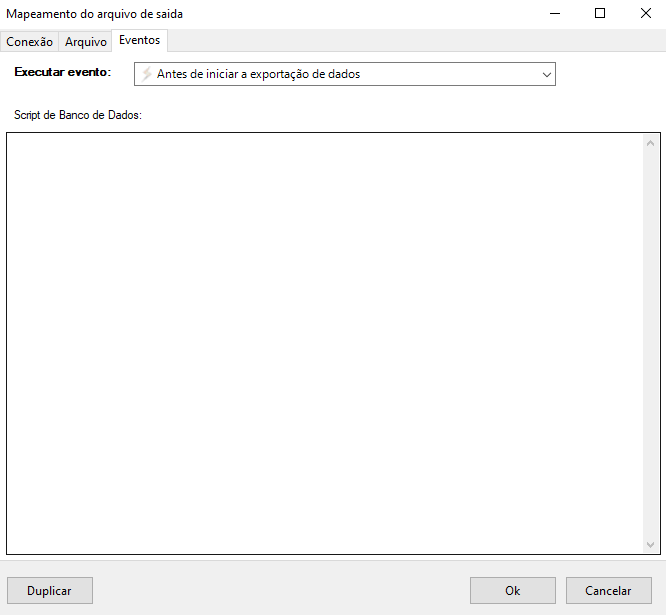 Mapeamento do arquivo de saida
Conexão Arquivo Eventos
Executar evento: Antes de iniciar a exportação de dados
Script de Banco de Dados:
Duplicar Ok Cancelar